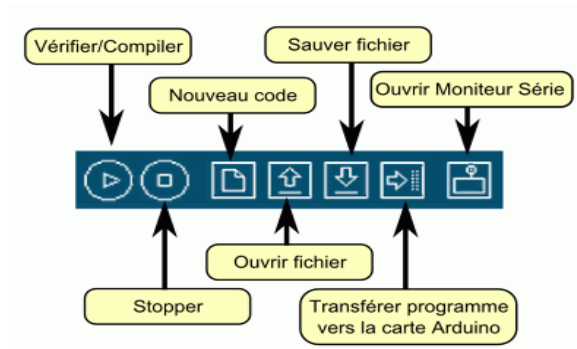 Sauver fichier
Vérifier/Compiler
Nouveau code
Ouvrir Moniteur Série
Ouvrir fichier
Stopper
Transférer programme
vers la carte Arduino